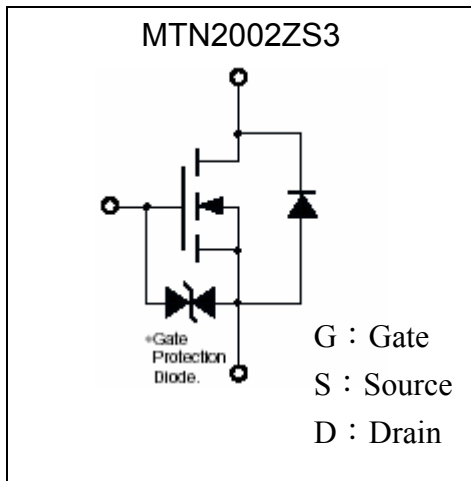 MTN2002ZS3
*Gate
Protection
Diode.
G：Gate
S：Source
D：Drain